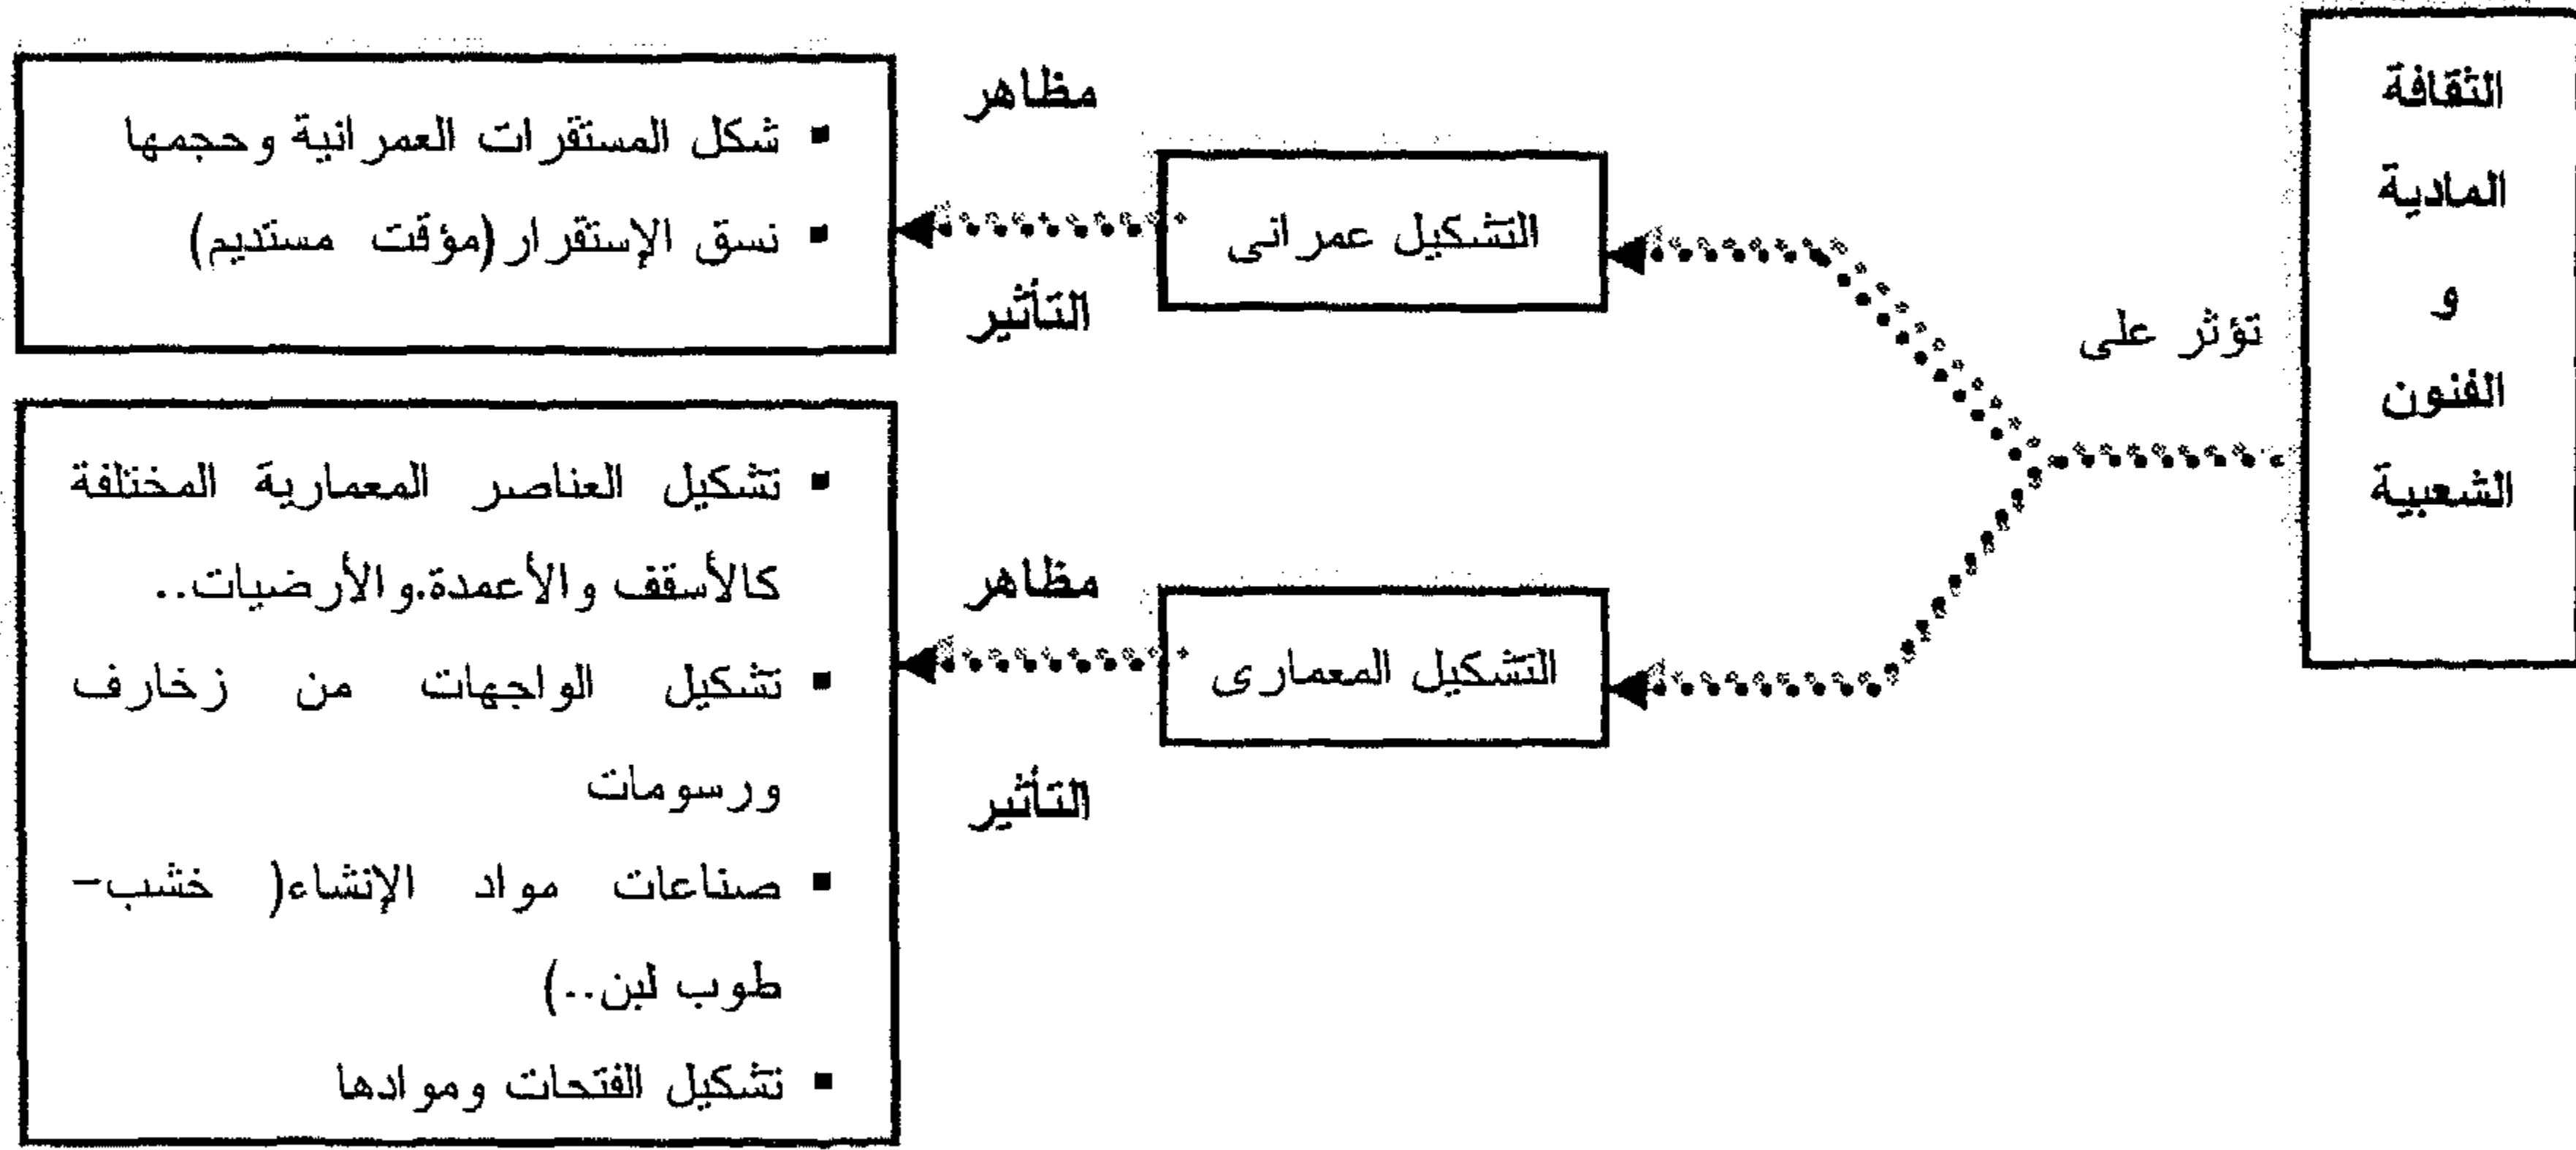 الثقافة
المادية
و
الفنون
الشعبية
تؤثر على
التشكيل عمرانى
مظاهر
التأثير
▪ شكل المستقرات العمرانية وحجمها
▪ نسق الإستقرار (مؤقت مستديم)
التشكيل المعمارى
مظاهر
التأثير
▪ تشكيل العناصر المعمارية المختلفة
كالأسقف والأعمدة.والأرضيات..
▪ تشكيل الواجهات من زخارف
ورسومات
▪ صناعات مواد الإنشاء( خشب-
طوب لبن..)
▪ تشكيل الفتحات وموادها